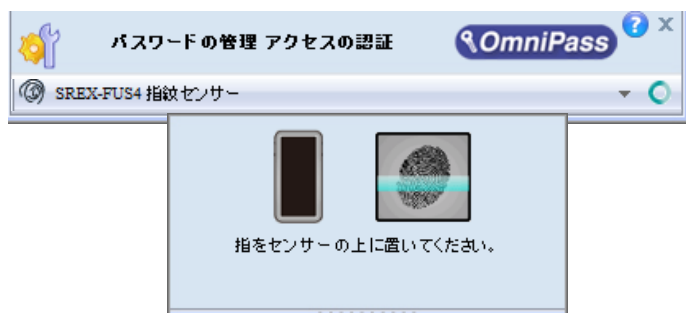 パスワードの管理 アクセスの認証
OmniPass
?
x
SREX-FUS4 指紋センサー
指をセンサーの上に置いてください。